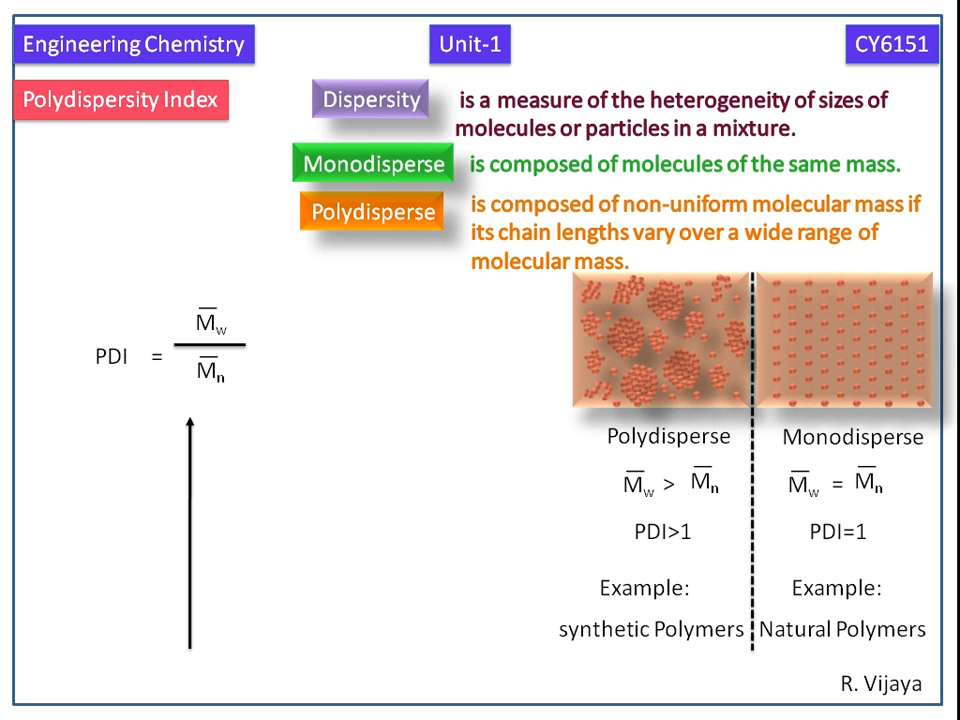 Engineering Chemistry
Unit-1
CY6151
Polydispersity Index
Dispersity
is a measure of the heterogeneity of sizes of
molecules or particles in a mixture.
Monodisperse
is composed of molecules of the same mass.
Polydisperse
is composed of non-uniform molecular mass if
its chain lengths vary over a wide range of
molecular mass.
PDI = M̅w / M̅n
Polydisperse
M̅w > M̅n
PDI>1
Example:
synthetic Polymers
Monodisperse
M̅w = M̅n
PDI=1
Example:
Natural Polymers
R. Vijaya